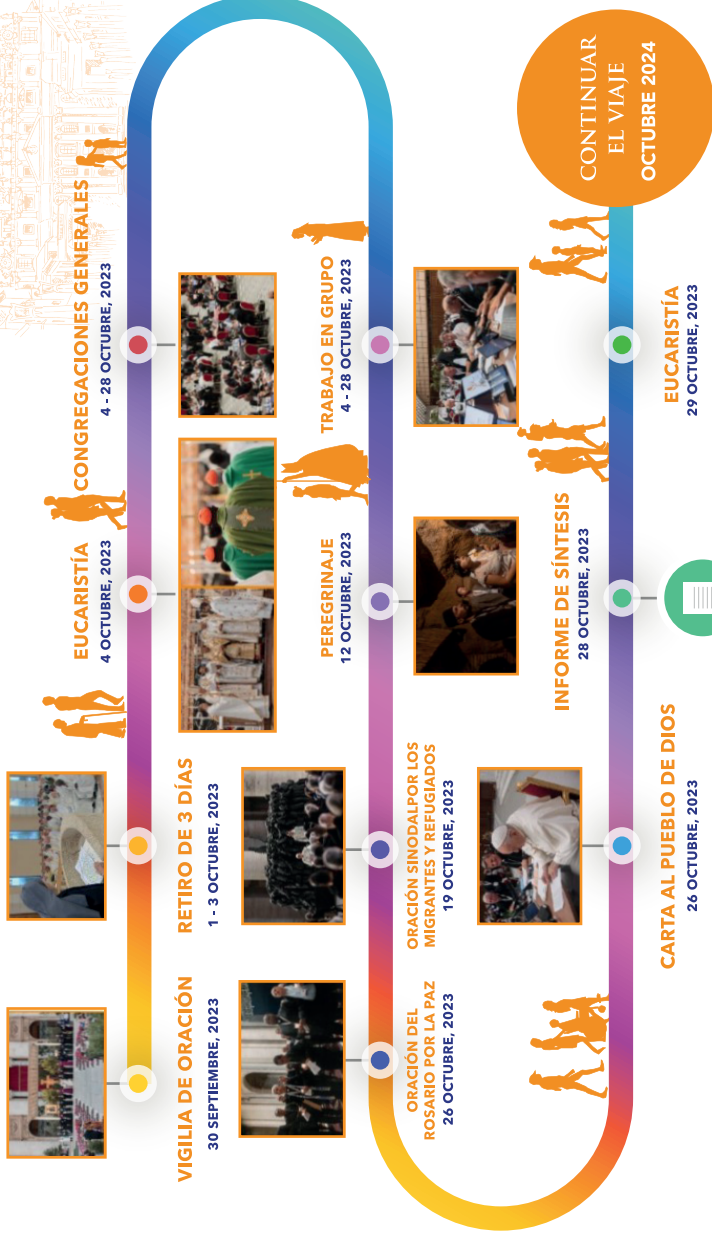 VIGILIA DE ORACIÓN
30 SEPTIEMBRE, 2023
RETIRO DE 3 DÍAS
1 - 3 OCTUBRE, 2023
EUCARISTÍA
4 OCTUBRE, 2023
CONGREGACIONES GENERALES
4 - 28 OCTUBRE, 2023
TRABAJO EN GRUPO
4 - 28 OCTUBRE, 2023
PEREGRINAJE
12 OCTUBRE, 2023
ORACIÓN SINODALPOR LOS
MIGRANTES Y REFUGIADOS
19 OCTUBRE, 2023
ORACIÓN DEL
ROSARIO POR LA PAZ
26 OCTUBRE, 2023
CARTA AL PUEBLO DE DIOS
26 OCTUBRE, 2023
INFORME DE SÍNTESIS
28 OCTUBRE, 2023
EUCARISTÍA
29 OCTUBRE, 2023
CONTINUAR
EL VIAJE
OCTUBRE 2024